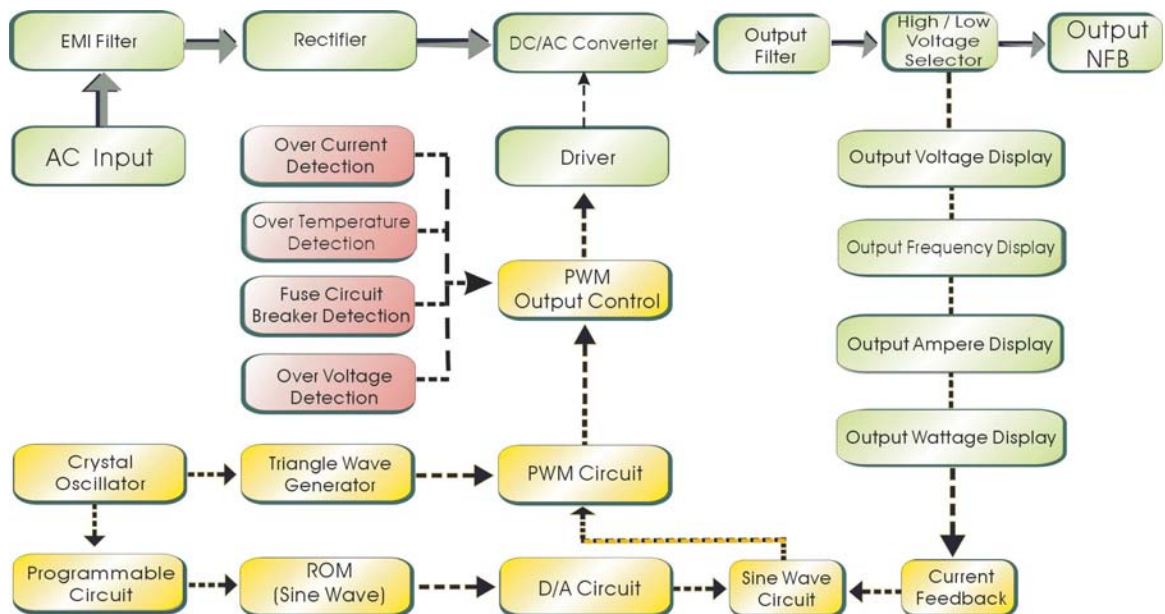 EMI Filter
Rectifier
DC/AC Converter
Output
Filter
High / Low
Voltage
Selector
Output
NFB
AC Input
Over Current
Detection
Driver
Output Voltage Display
Over Temperature
Detection
Output Frequency Display
Fuse Circuit
Breaker Detection
PWM
Output Control
Output Ampere Display
Over Voltage
Detection
Output Wattage Display
Crystal
Oscillator
Triangle Wave
Generator
PWM Circuit
Programmable
Circuit
ROM
(Sine Wave)
D/A Circuit
Sine Wave
Circuit
Current
Feedback